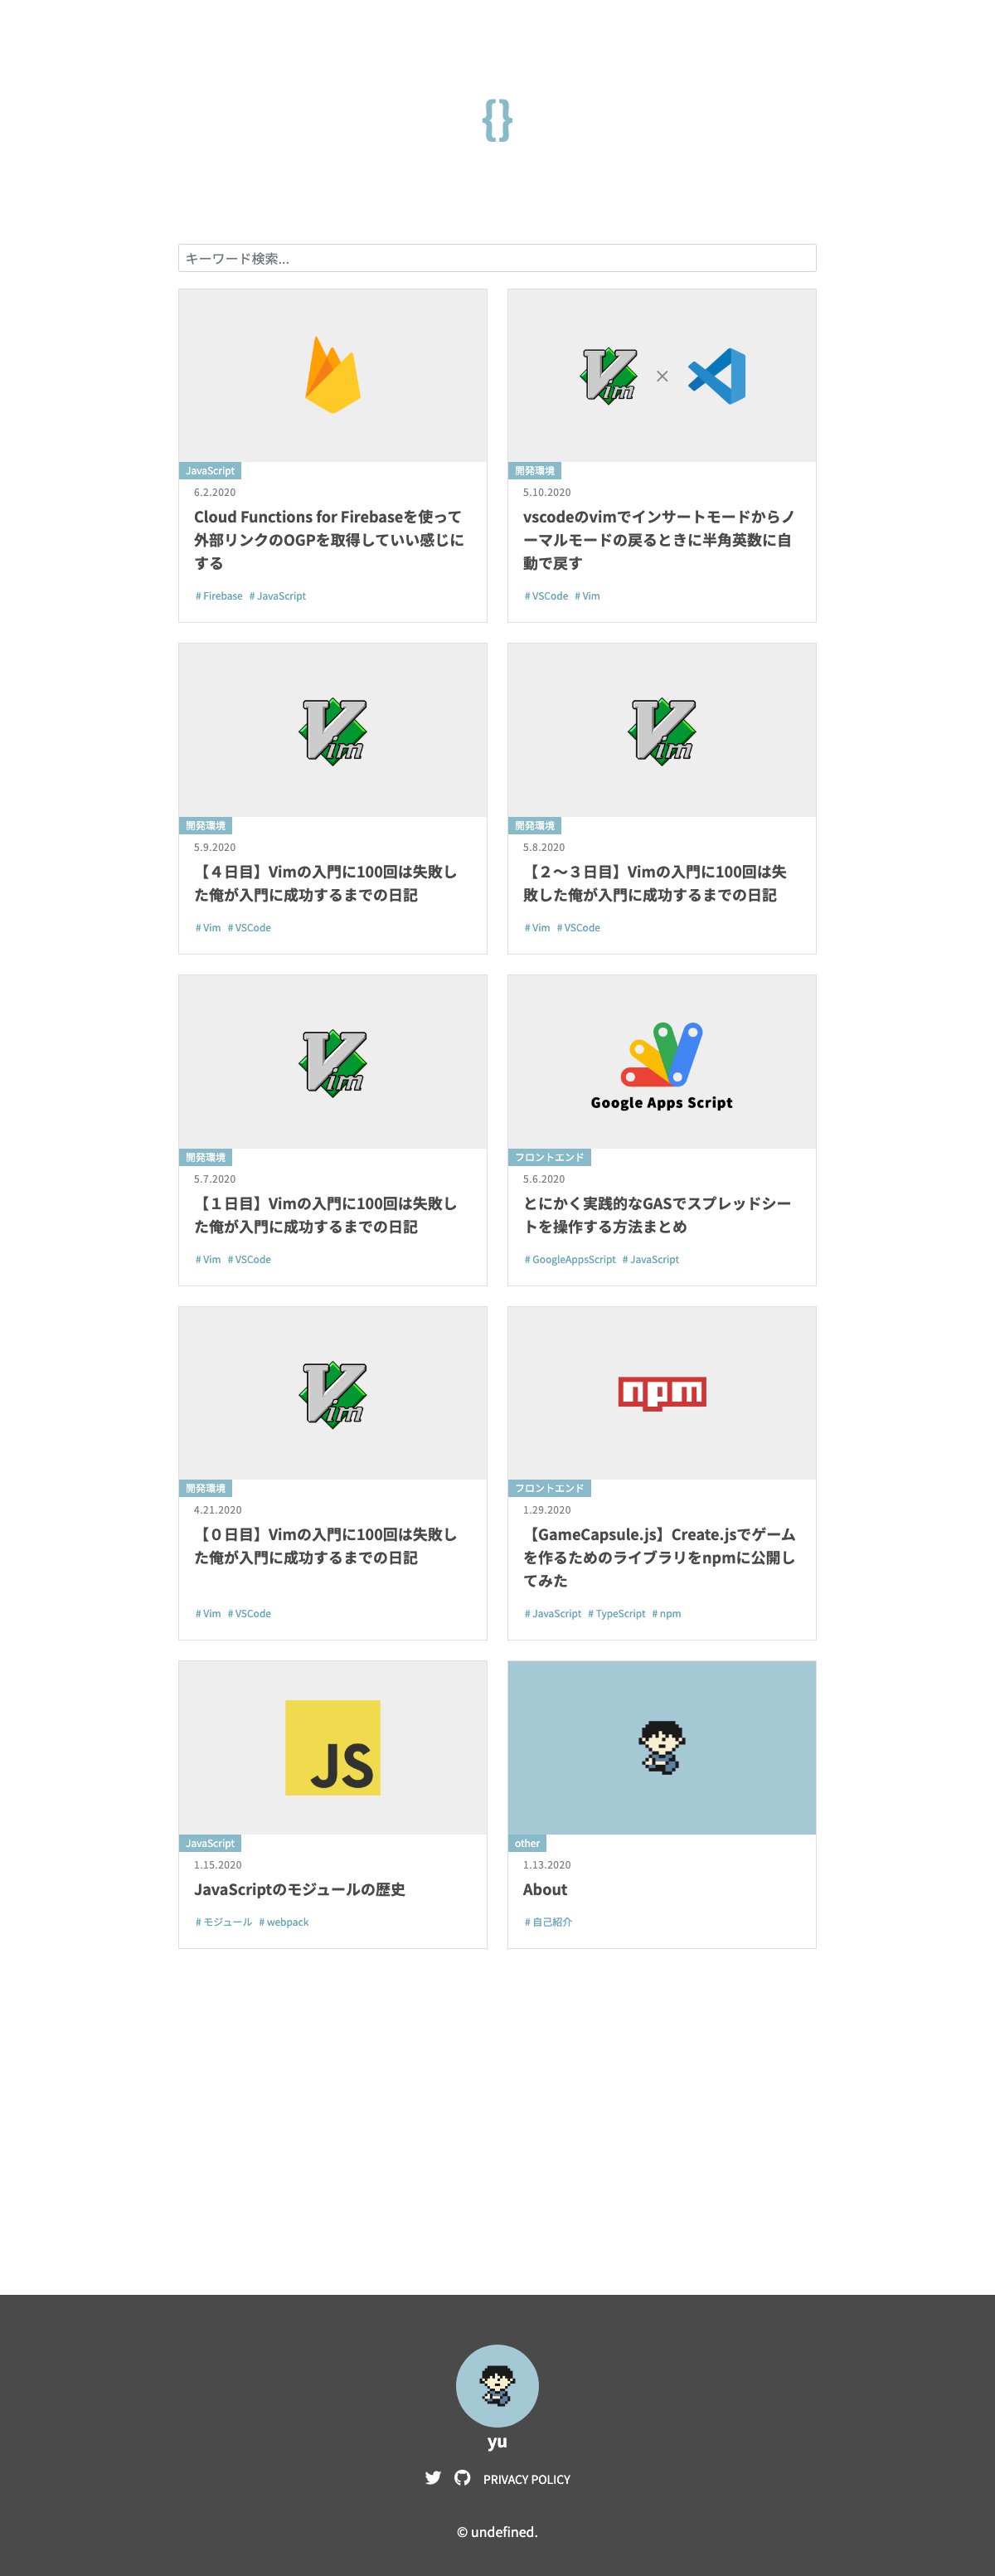 {}
キーワード検索...
JavaScript
6.2.2020
Cloud Functions for Firebaseを使って
外部リンクのOGPを取得していい感じに
する
# Firebase # JavaScript
Vim ×
開発環境
5.10.2020
vscodeのvimでインサートモードからノ
ーマルモードの戻るときに半角英数に自
動で戻す
# VSCode # Vim
Vim
開発環境
5.9.2020
【４日目】Vimの入門に100回は失敗し
た俺が入門に成功するまでの日記
# Vim # VSCode
Vim
開発環境
5.8.2020
【２〜３日目】Vimの入門に100回は失
敗した俺が入門に成功するまでの日記
# Vim # VSCode
Vim
開発環境
5.7.2020
【１日目】Vimの入門に100回は失敗し
た俺が入門に成功するまでの日記
# Vim # VSCode
Google Apps Script
フロントエンド
5.6.2020
とにかく実践的なGASでスプレッドシー
トを操作する方法まとめ
# GoogleAppsScript # JavaScript
Vim
開発環境
4.21.2020
【０日目】Vimの入門に100回は失敗し
た俺が入門に成功するまでの日記
# Vim # VSCode
npm
フロントエンド
1.29.2020
【GameCapsule.js】Create.jsでゲーム
を作るためのライブラリをnpmに公開し
てみた
# JavaScript # TypeScript # npm
JS
JavaScript
1.15.2020
JavaScriptのモジュールの歴史
# モジュール # webpack
other
1.13.2020
About
# 自己紹介
yu
PRIVACY POLICY
© undefined.